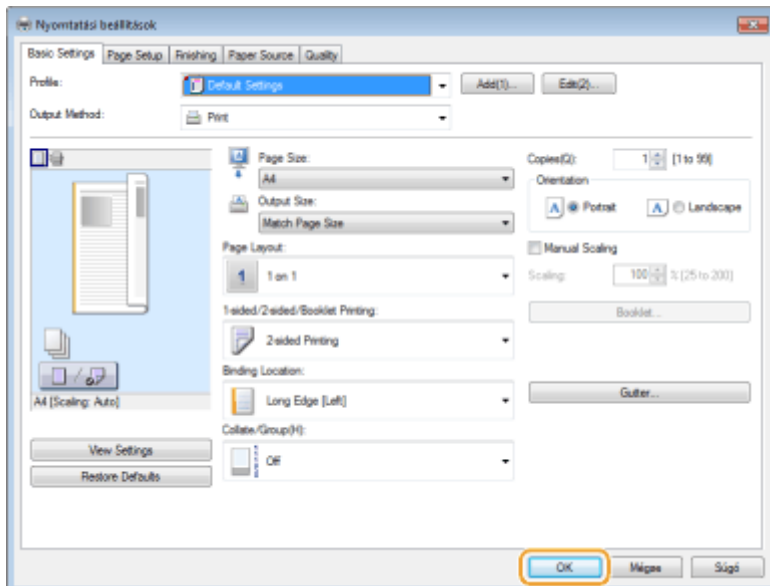 Nyomtatási beállítások
Basic Settings Page Setup Finishing Paper Source Quality
Profile: Default Settings Add(1)... Edit(2)...
Output Method: Print
Page Size: Copies(Q): 1 [1 to 99]
A4 Orientation
Output Size: A Portrait A Landscape
Match Page Size
Page Layout: Manual Scaling
1 1 on 1 Scaling: 100 % [25 to 200]
1-sided/2-sided/Booklet Printing: Booklet...
2-sided Printing
Binding Location:
A4 [Scaling: Auto] Long Edge [Left] Gutter...
Collate/Group(H):
View Settings Off
Restore Defaults
OK Mégse Súgó